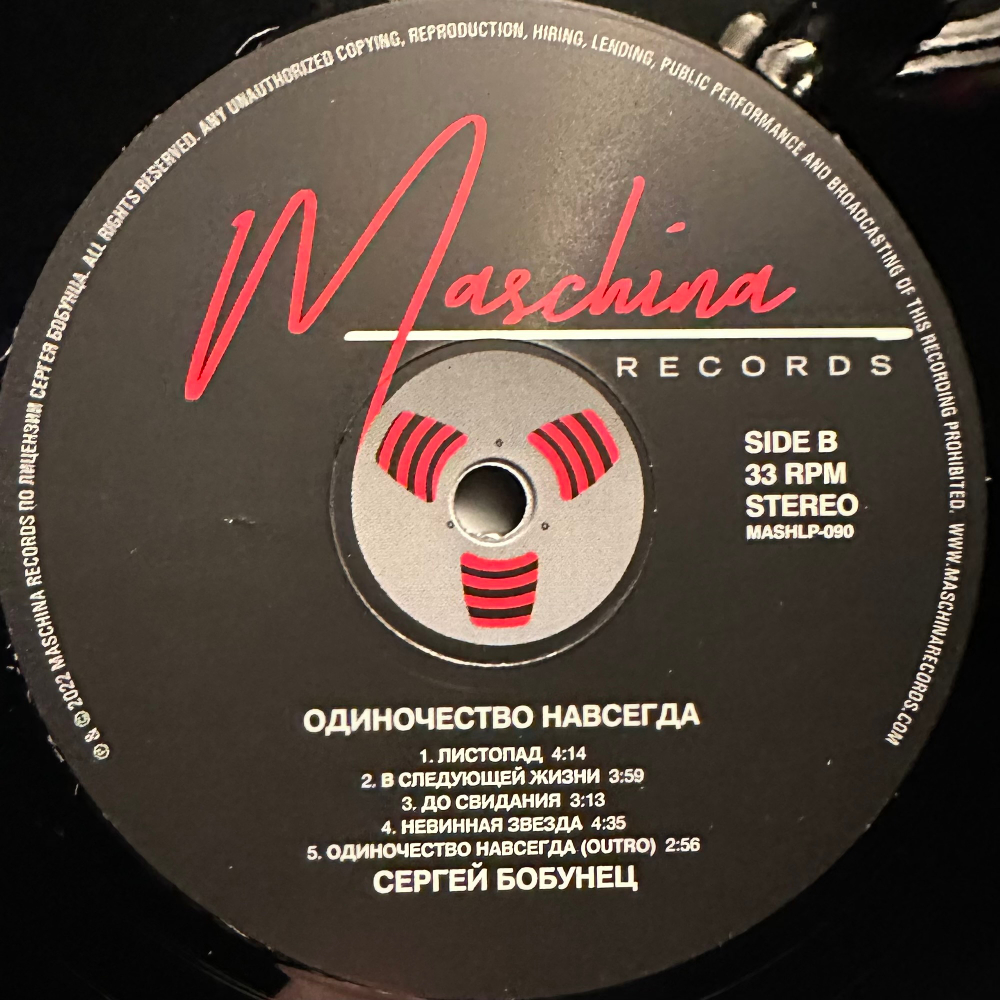 ℗ & © 2022 MASCHINA RECORDS ПО ЛИЦЕНЗИИ СЕРГЕЯ БОБУНЦА. ALL RIGHTS RESERVED. ANY UNAUTHORIZED COPYING, REPRODUCTION, HIRING, LENDING, PUBLIC PERFORMANCE AND BROADCASTING OF THIS RECORDING PROHIBITED. WWW.MASCHINARECORDS.COM
Maschina
RECORDS
SIDE B
33 RPM
STEREO
MASHLP-090
ОДИНОЧЕСТВО НАВСЕГДА
1. ЛИСТОПАД 4:14
2. В СЛЕДУЮЩЕЙ ЖИЗНИ 3:59
3. ДО СВИДАНИЯ 3:13
4. НЕВИННАЯ ЗВЕЗДА 4:35
5. ОДИНОЧЕСТВО НАВСЕГДА (OUTRO) 2:56
СЕРГЕЙ БОБУНЕЦ